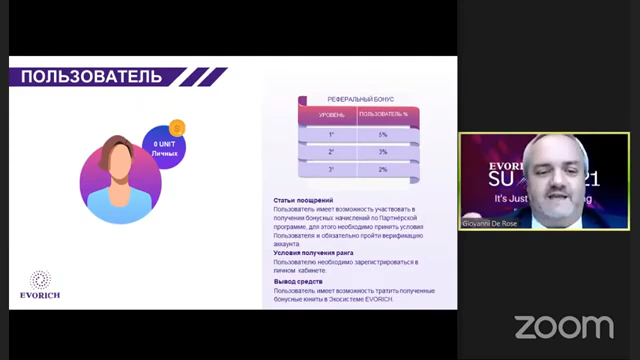 ПОЛЬЗОВАТЕЛЬ
0 UNIT
Личных
РЕФЕРАЛЬНЫЙ БОНУС
УРОВЕНЬ
ПОЛЬЗОВАТЕЛЬ %
1° 5%
2° 3%
3° 2%
Статьи поощрений
Пользователь имеет возможность участвовать в
получении бонусных начислений по Партнёрской
программе, для этого необходимо принять условия
Пользователя и обязательно пройти верификацию
аккаунта.
Условия получения ранга
Пользователю необходимо зарегистрироваться в
личном кабинете.
Вывод средств
Пользователь имеет возможность тратить полученные
бонусные юниты в Экосистеме EVORICH.
EVORICH
EVORI
SU 21
It's Just
Giovanni De Rose
zoom